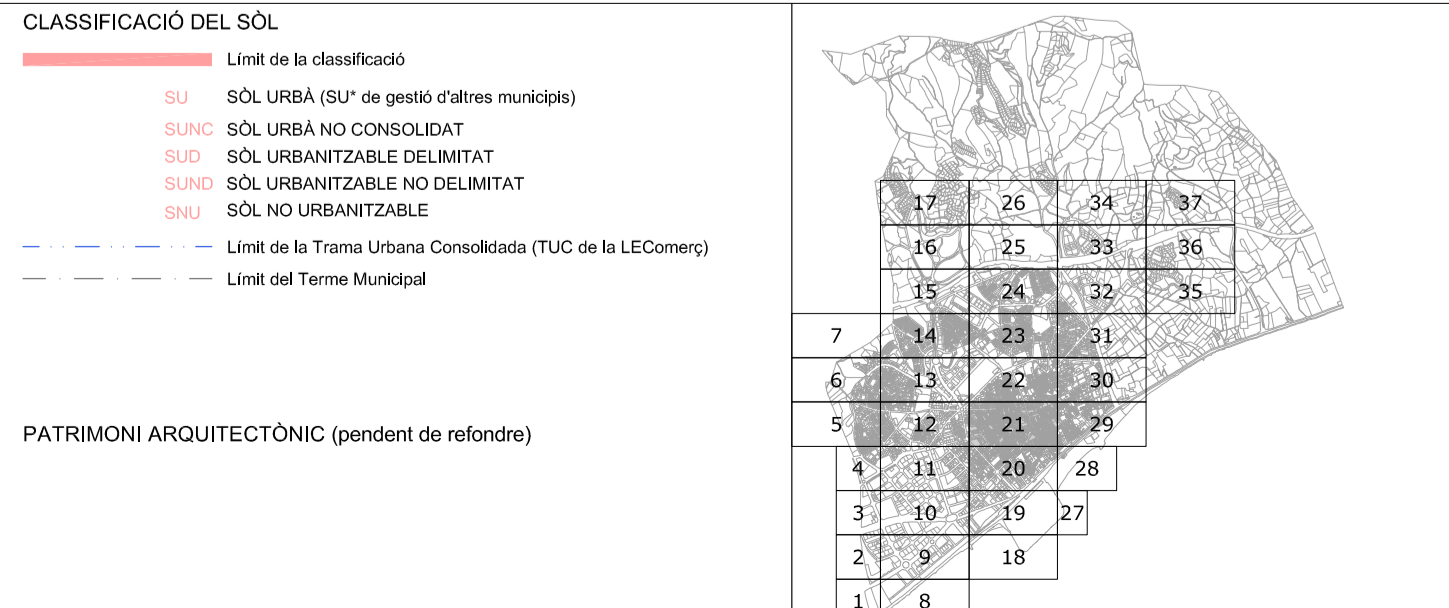 CLASSIFICACIÓ DEL SÒL
Límit de la classificació
SU SÒL URBÀ (SU* de gestió d'altres municipis)
SUNC SÒL URBÀ NO CONSOLIDAT
SUD SÒL URBANITZABLE DELIMITAT
SUND SÒL URBANITZABLE NO DELIMITAT
SNU SÒL NO URBANITZABLE
Límit de la Trama Urbana Consolidada (TUC de la LEComerç)
Límit del Terme Municipal
PATRIMONI ARQUITECTÒNIC (pendent de refondre)
17 26 34 37
16 25 33 36
15 24 32 35
7 14 23 31
6 13 22 30
5 12 21 29
4 11 20 28
3 10 19 27
2 9 18
1 8